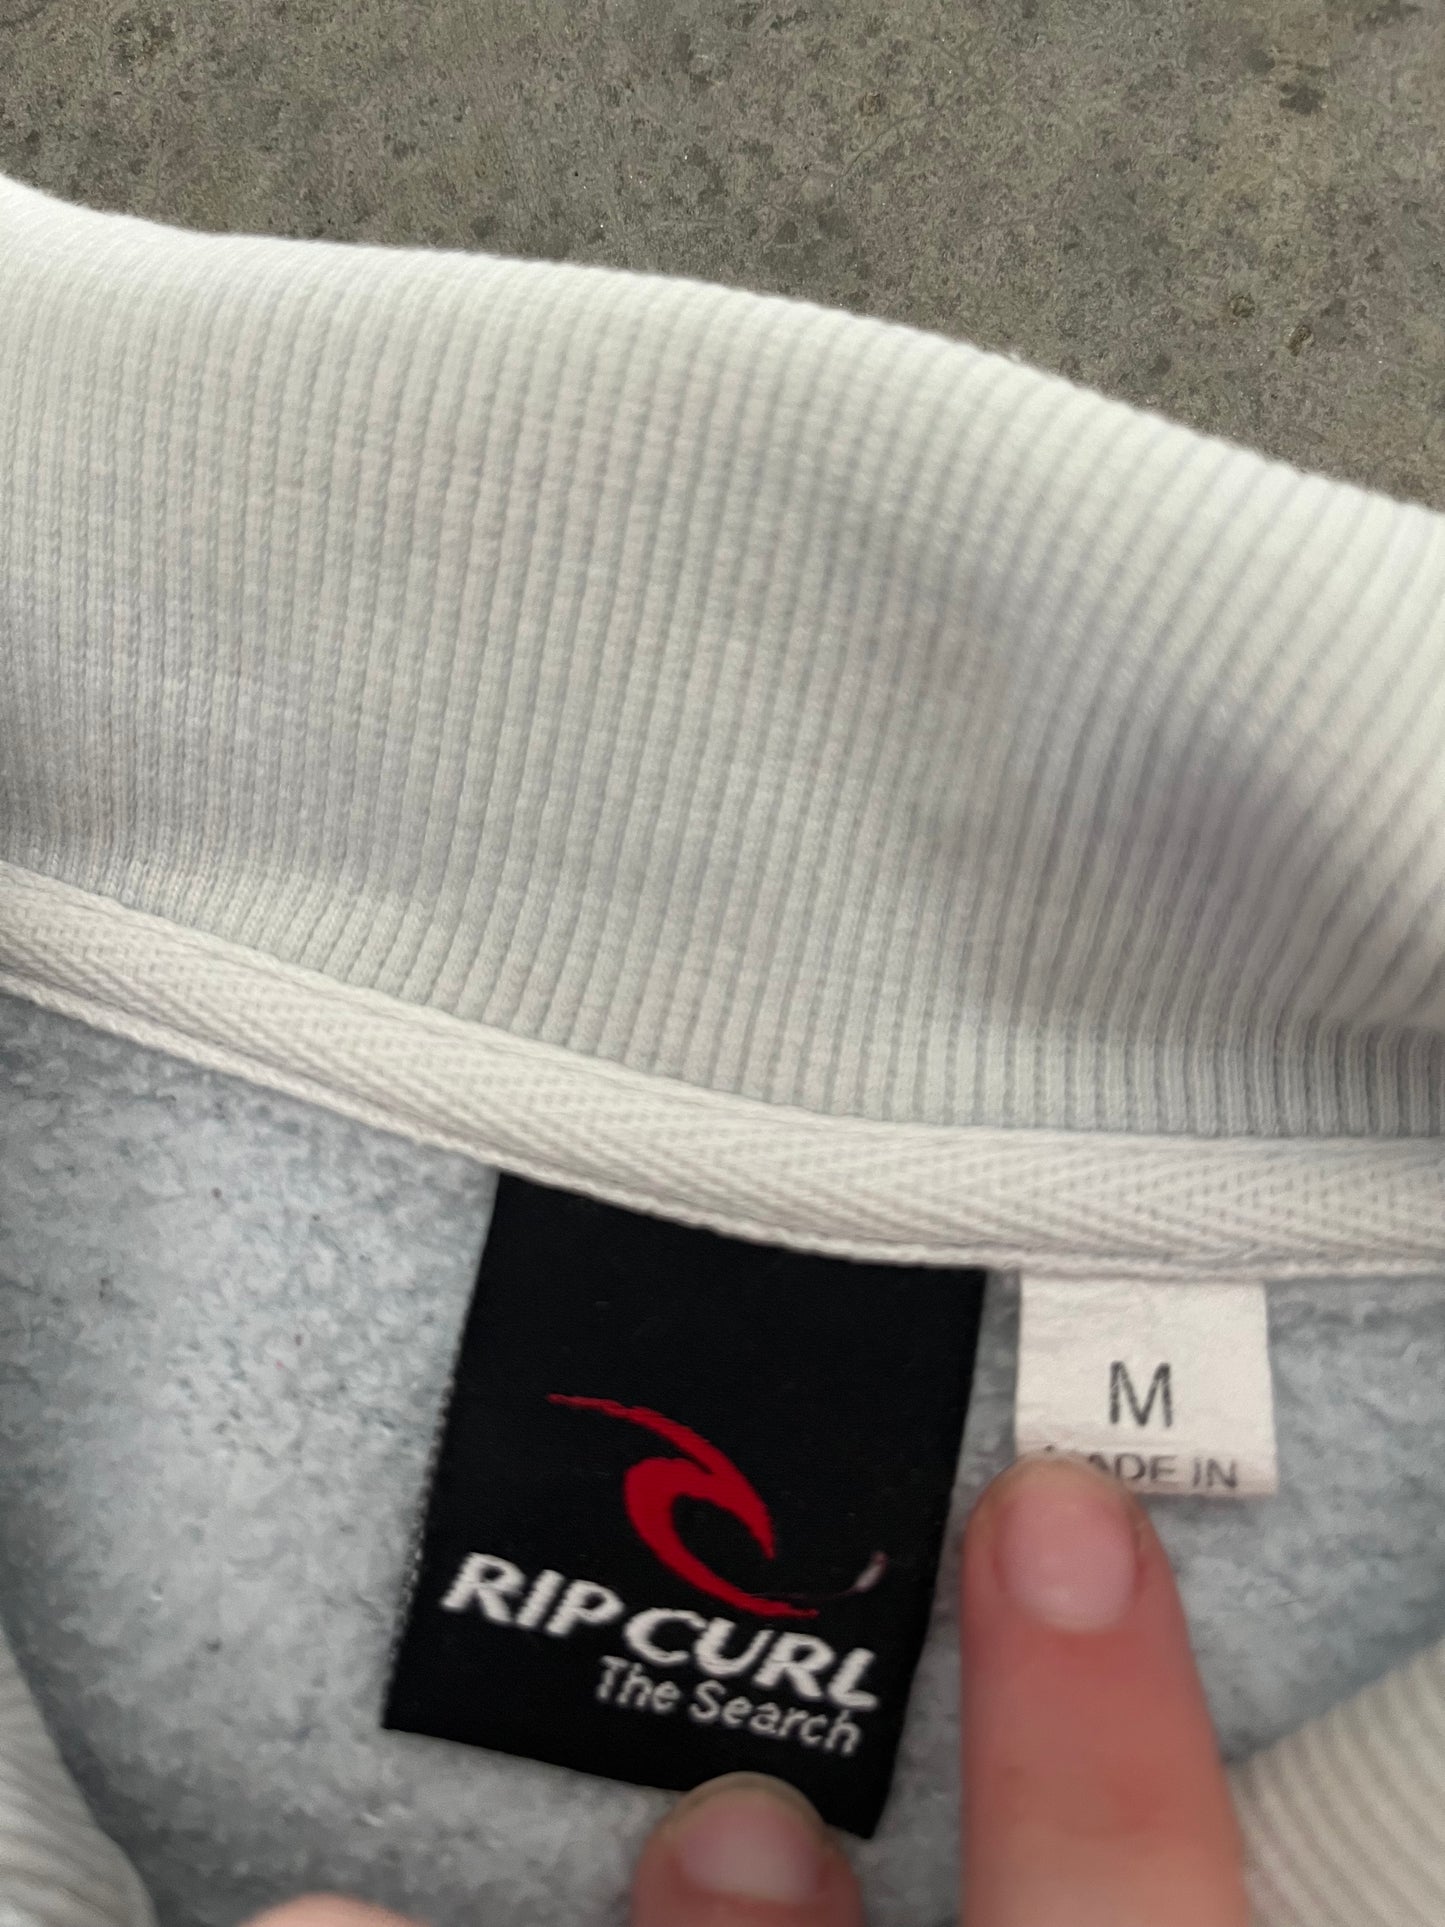 RIP CURL
The Search
M
MADE IN